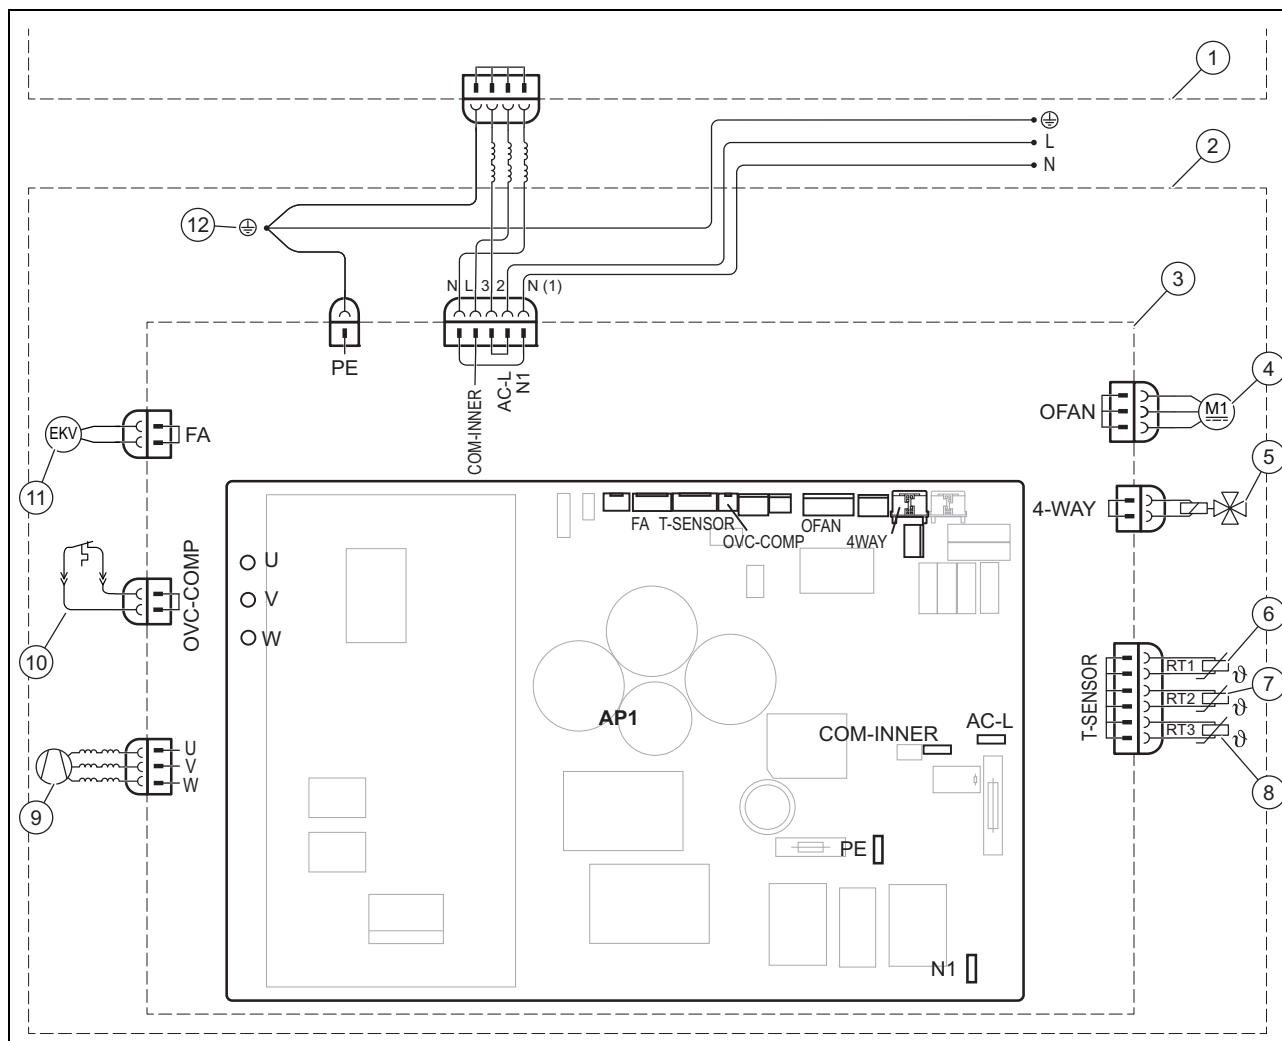 1
L
N
2
12
N L 3 2 N (1)
3
PE
COM-INNER
AC-L
N1
4
OFAN
M1
EKV
FA
5
11
4-WAY
FA T-SENSOR
OVC-COMP
OFAN
4WAY
OVC-COMP
U
V
W
10
6
T-SENSOR
RT1 ϑ
7
RT2 ϑ
RT3 ϑ
8
AP1
COM-INNER
AC-L
U
V
W
9
PE
N1